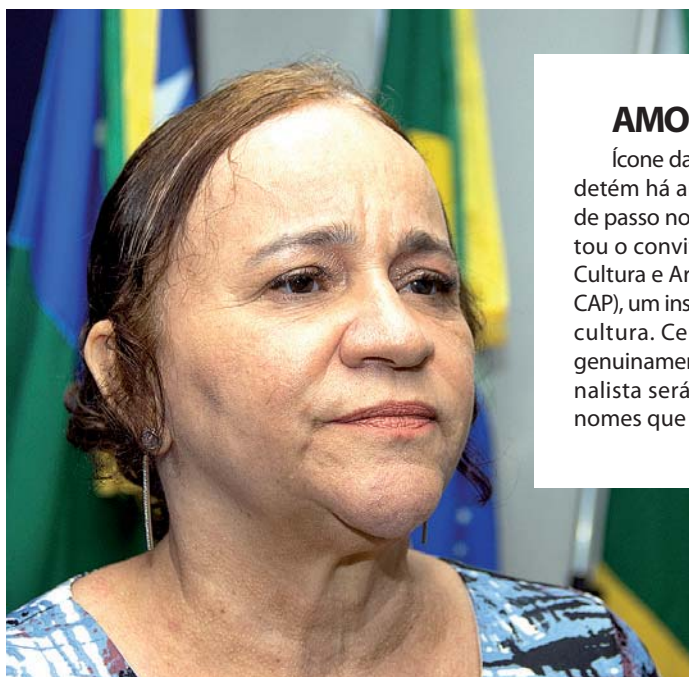 AMO
Ícone da
detém há a
de passo no
tou o convi
Cultura e Ar
CAP), um ins
cultura. Ce
genuinamen
nalista será
nomes que